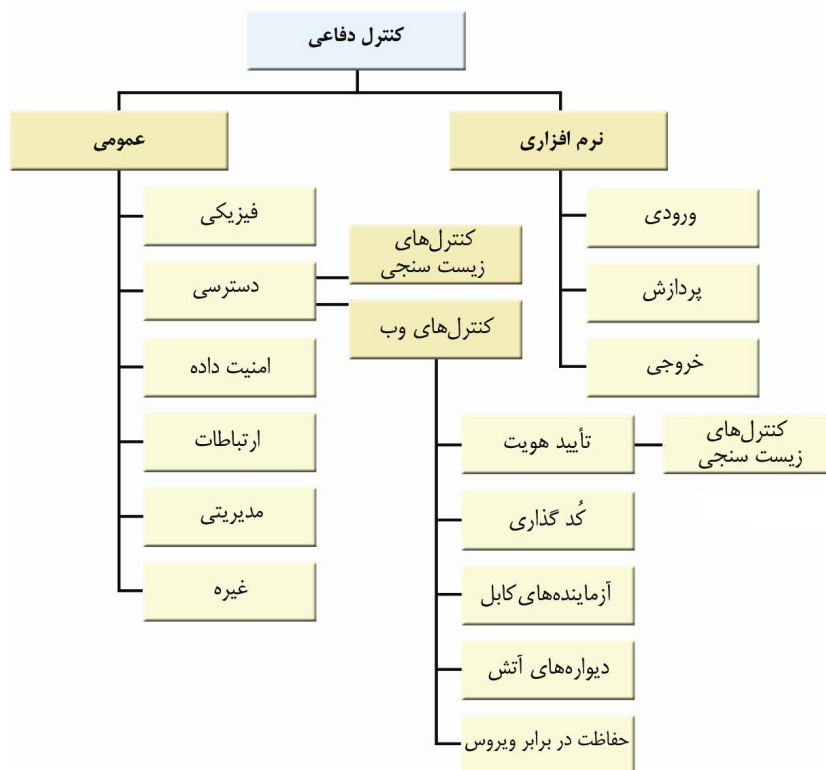 کنترل دفاعی
نرم افزاری
عمومی
ورودی
پردازش
خروجی
فیزیکی
دسترسی
کنترل‌های
زیست سنجی
کنترل‌های وب
امنیت داده
ارتباطات
مدیریتی
غیره
تأیید هویت
کنترل‌های
زیست سنجی
کُد گذاری
آزماینده‌های کابل
دیواره‌های آتش
حفاظت در برابر ویروس